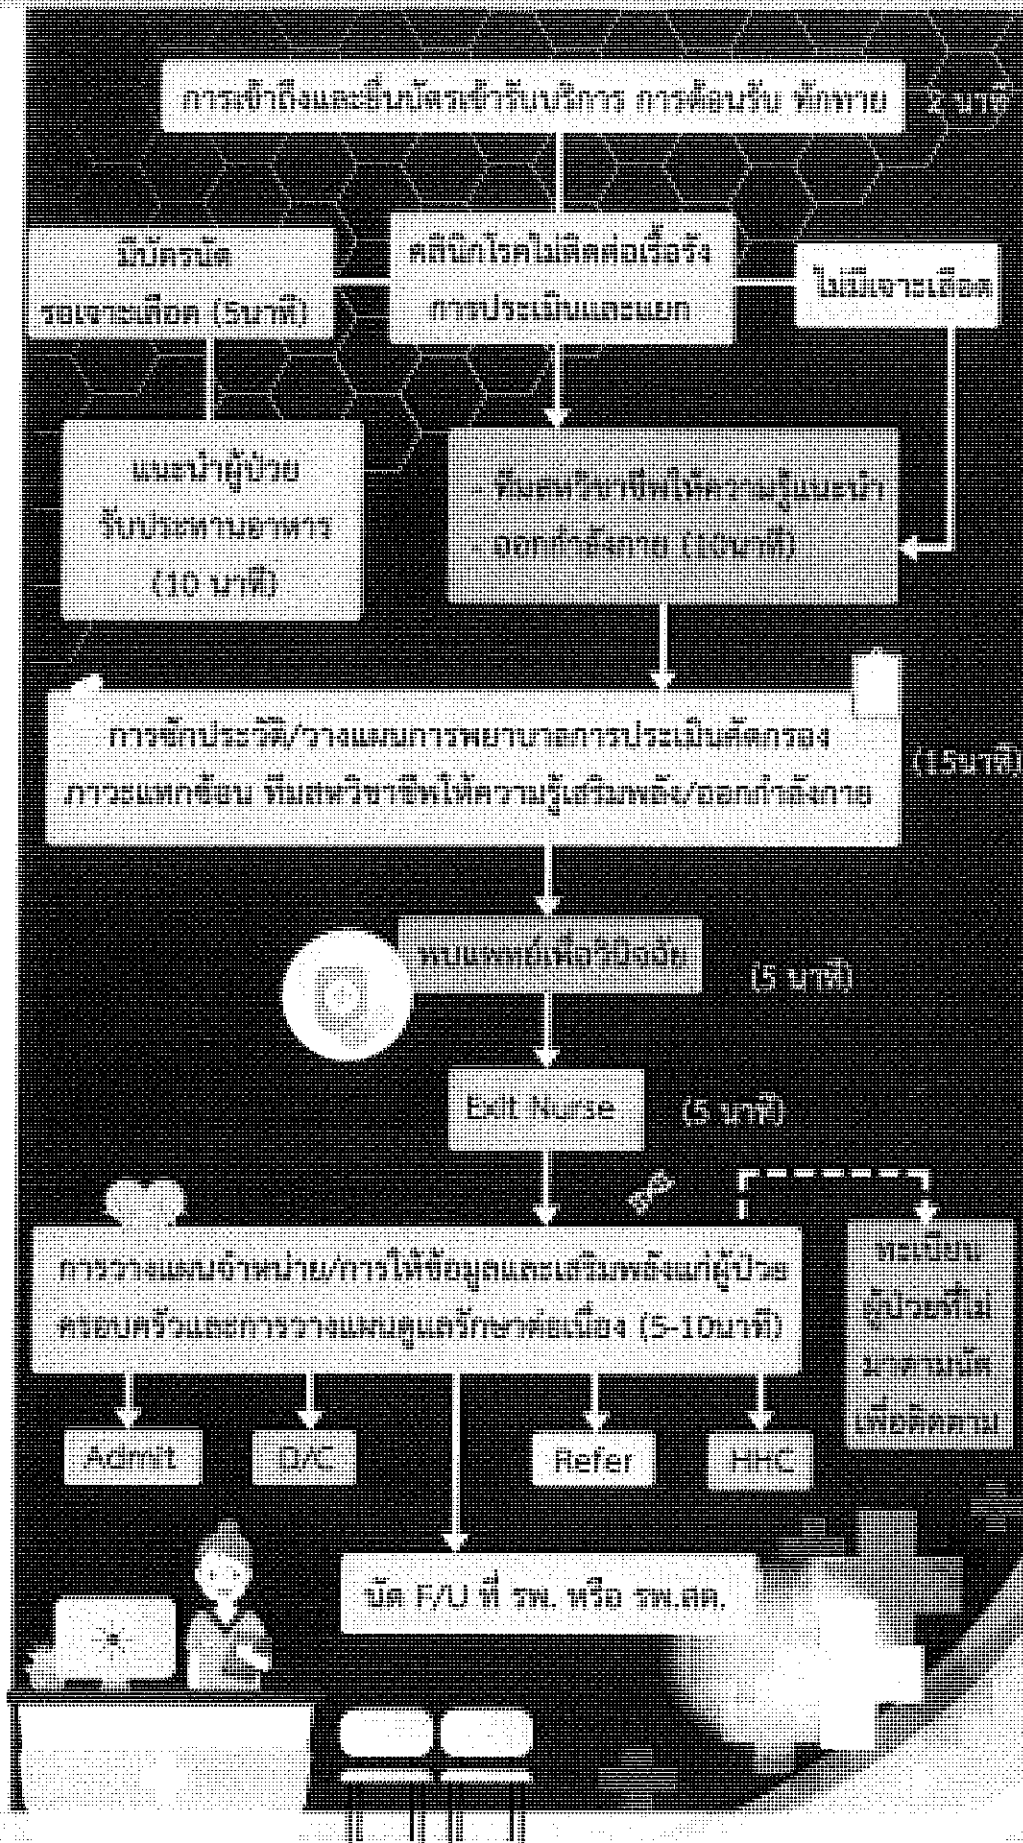 การเข้าถึงและยื่นบัตรเข้ารับบริการ การต้อนรับ ทักทาย
2 นาที
มีบัตรนัด
รอเจาะเลือด (5นาที)
คลินิกโรคไม่ติดต่อเรื้อรัง
การประเมินและแยก
ไม่มีเจาะเลือด
แนะนำผู้ป่วย
รับประทานอาหาร
(10 นาที)
- ทีมสหวิชาชีพให้ความรู้แนะนำ
- ออกกำลังกาย (10นาที)
การซักประวัติ/วางแผนการพยาบาลการประเมินคัดกรอง
ภาวะแทกซ้อน ทีมสหวิชาชีพให้ความรู้เสริมพลัง/ออกกำลังกาย
(15นาที)
พบแพทย์เพื่อวินิจฉัย
(5 นาที)
Exit Nurse
(5 นาที)
การวางแผนจำหน่าย/การให้ข้อมูลและเสริมพลังแก่ผู้ป่วย
ครอบครัวและการวางแผนดูแลรักษาต่อเนื่อง (5-10นาที)
ทะเบียน
ผู้ป่วยที่ไม่
มาตามนัด
เพื่อติดตาม
Admit
D/C
Refer
HHC
นัด F/U ที่ รพ. หรือ รพ.สต.